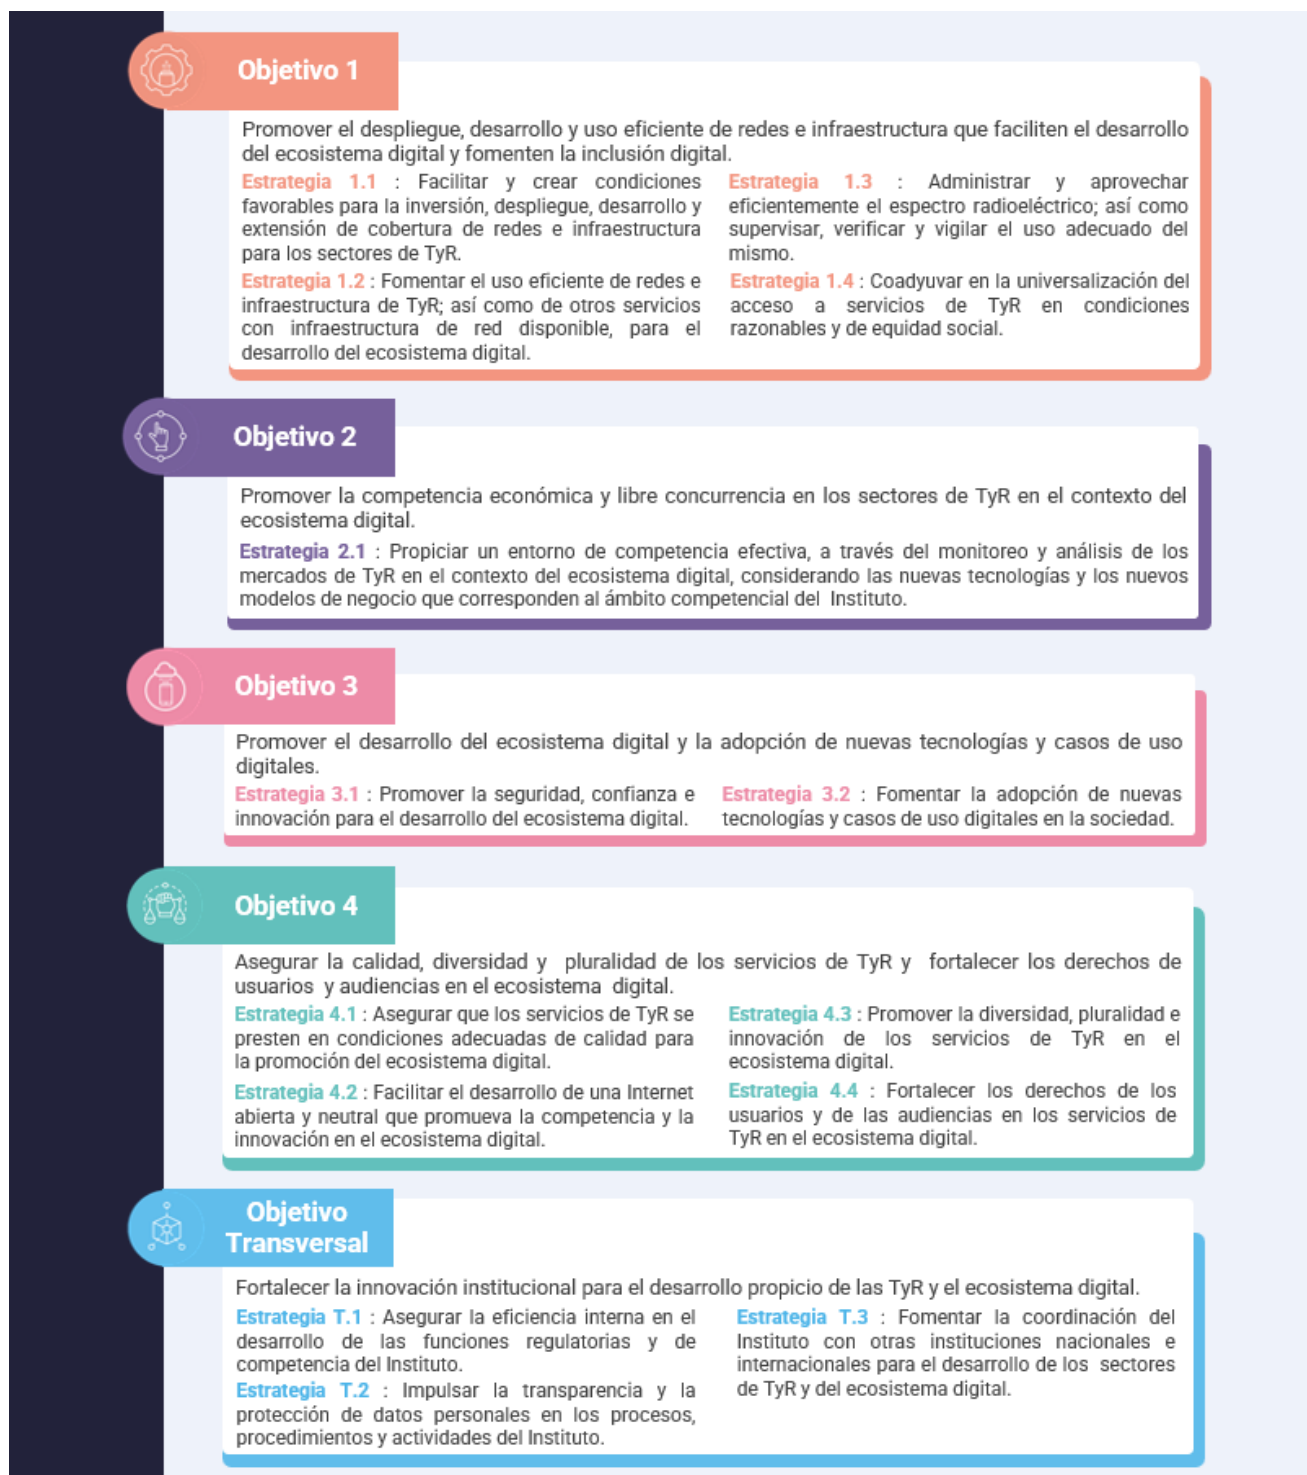 Objetivo 1
Promover el despliegue, desarrollo y uso eficiente de redes e infraestructura que faciliten el desarrollo
del ecosistema digital y fomenten la inclusión digital.
Estrategia 1.1 : Facilitar y crear condiciones
favorables para la inversión, despliegue, desarrollo y
extensión de cobertura de redes e infraestructura
para los sectores de TyR.
Estrategia 1.2 : Fomentar el uso eficiente de redes e
infraestructura de TyR; así como de otros servicios
con infraestructura de red disponible, para el
desarrollo del ecosistema digital.
Estrategia 1.3 : Administrar y aprovechar
eficientemente el espectro radioeléctrico; así como
supervisar, verificar y vigilar el uso adecuado del
mismo.
Estrategia 1.4 : Coadyuvar en la universalización del
acceso a servicios de TyR en condiciones
razonables y de equidad social.
Objetivo 2
Promover la competencia económica y libre concurrencia en los sectores de TyR en el contexto del
ecosistema digital.
Estrategia 2.1 : Propiciar un entorno de competencia efectiva, a través del monitoreo y análisis de los
mercados de TyR en el contexto del ecosistema digital, considerando las nuevas tecnologías y los nuevos
modelos de negocio que corresponden al ámbito competencial del Instituto.
Objetivo 3
Promover el desarrollo del ecosistema digital y la adopción de nuevas tecnologías y casos de uso
digitales.
Estrategia 3.1 : Promover la seguridad, confianza e
innovación para el desarrollo del ecosistema digital.
Estrategia 3.2 : Fomentar la adopción de nuevas
tecnologías y casos de uso digitales en la sociedad.
Objetivo 4
Asegurar la calidad, diversidad y pluralidad de los servicios de TyR y fortalecer los derechos de
usuarios y audiencias en el ecosistema digital.
Estrategia 4.1 : Asegurar que los servicios de TyR se
presten en condiciones adecuadas de calidad para
la promoción del ecosistema digital.
Estrategia 4.2 : Facilitar el desarrollo de una Internet
abierta y neutral que promueva la competencia y la
innovación en el ecosistema digital.
Estrategia 4.3 : Promover la diversidad, pluralidad e
innovación de los servicios de TyR en el
ecosistema digital.
Estrategia 4.4 : Fortalecer los derechos de los
usuarios y de las audiencias en los servicios de
TyR en el ecosistema digital.
Objetivo
Transversal
Fortalecer la innovación institucional para el desarrollo propicio de las TyR y el ecosistema digital.
Estrategia T.1 : Asegurar la eficiencia interna en el
desarrollo de las funciones regulatorias y de
competencia del Instituto.
Estrategia T.2 : Impulsar la transparencia y la
protección de datos personales en los procesos,
procedimientos y actividades del Instituto.
Estrategia T.3 : Fomentar la coordinación del
Instituto con otras instituciones nacionales e
internacionales para el desarrollo de los sectores
de TyR y del ecosistema digital.